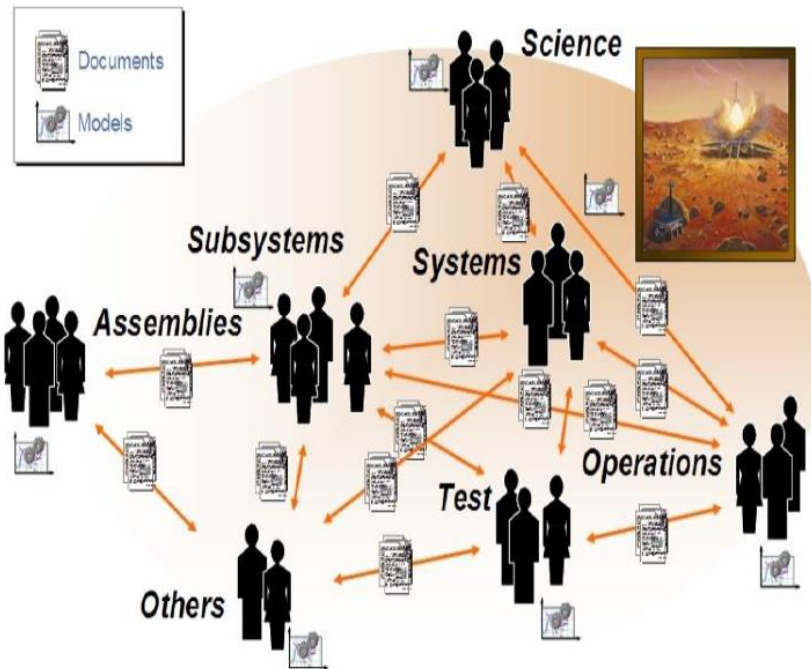 Documents
Models
Science
Subsystems
Systems
Assemblies
Operations
Test
Others